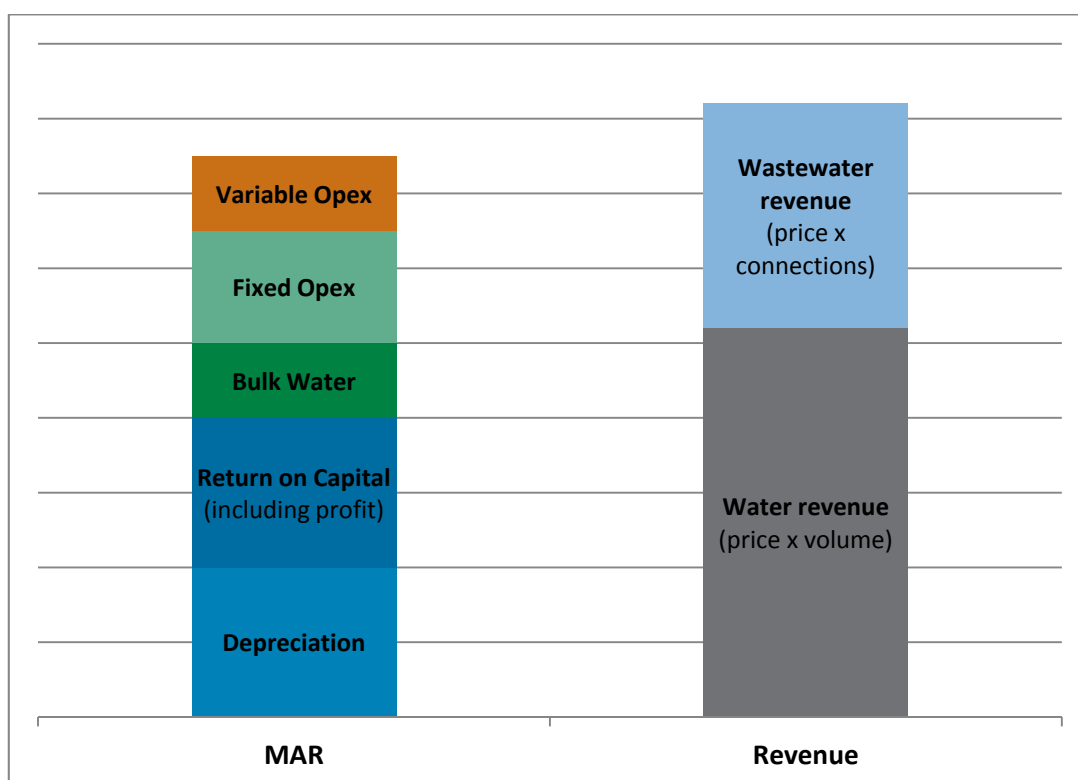 Variable Opex
Fixed Opex
Bulk Water
Return on Capital
(including profit)
Depreciation
MAR
Wastewater
revenue
(price x
connections)
Water revenue
(price x volume)
Revenue